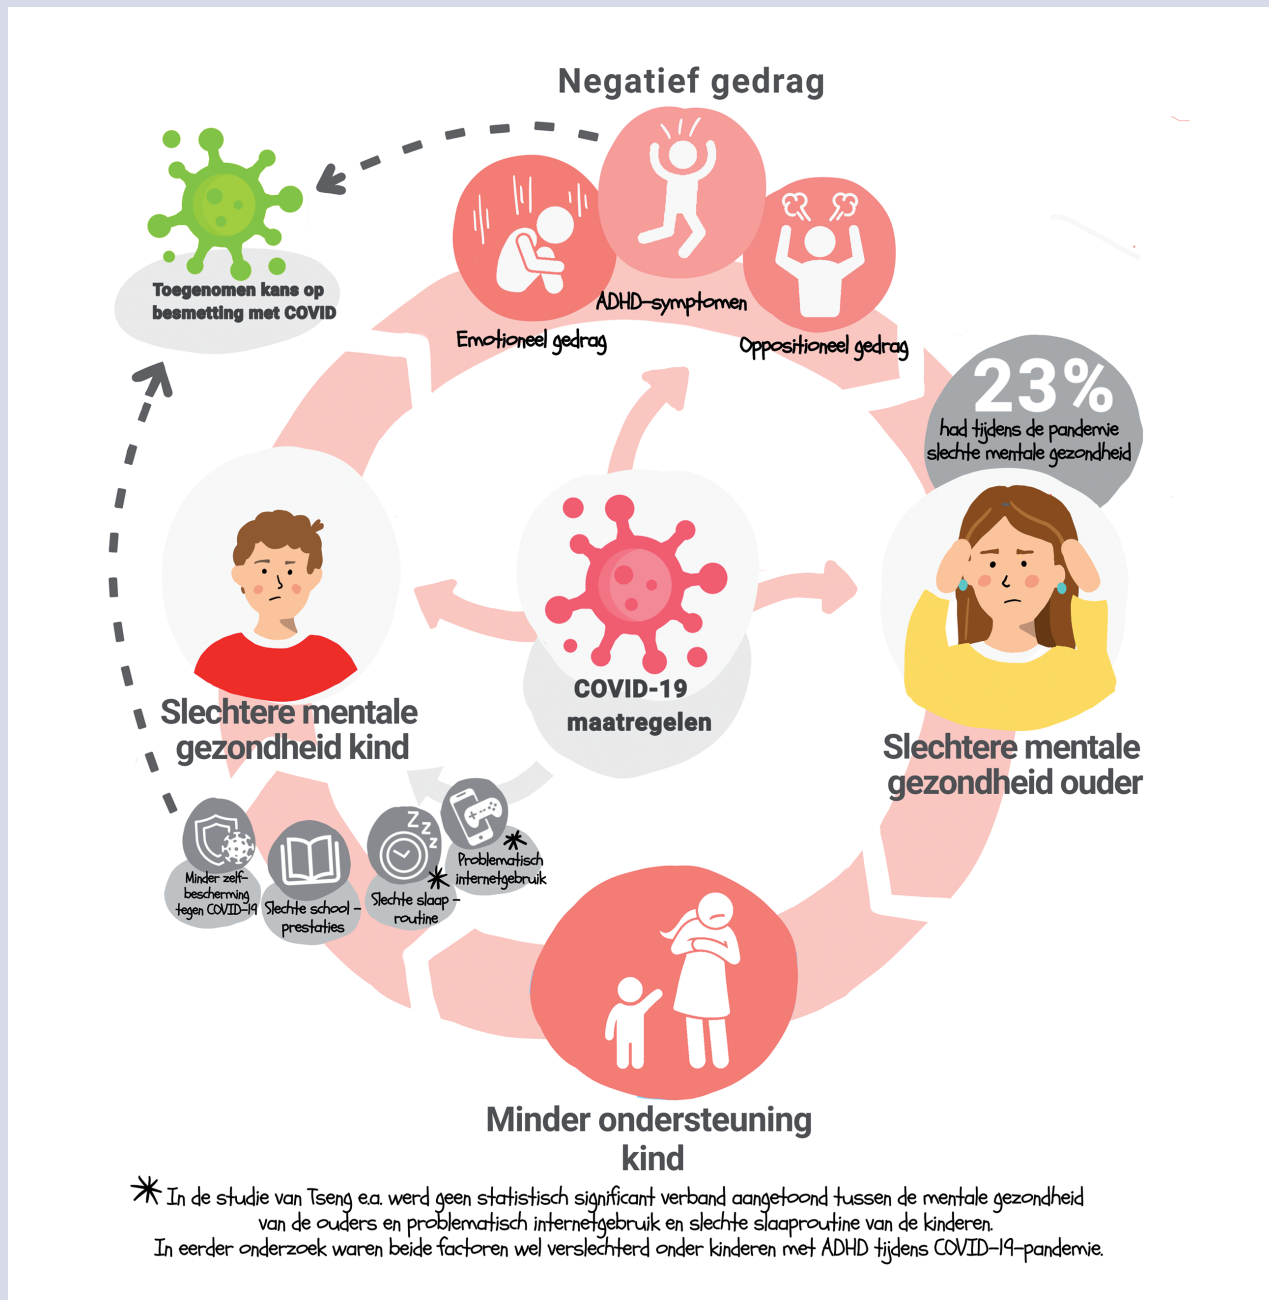 Negatief gedrag
Toegenomen kans op
besmetting met COVID
ADHD-symptomen
Emotioneel gedrag
Oppositioneel gedrag
23%
had tijdens de pandemie
slechte mentale gezondheid
COVID-19
maatregelen
Slechtere mentale
gezondheid kind
Slechtere mentale
gezondheid ouder
Z z z
Minder zelf-
bescherming
tegen COVID-19
Slechte school -
prestaties
*
Slechte slaap -
routine
*
Problematisch
internetgebruik
Minder ondersteuning
kind
* In de studie van Tseng e.a. werd geen statistisch significant verband aangetoond tussen de mentale gezondheid
van de ouders en problematisch internetgebruik en slechte slaaproutine van de kinderen.
In eerder onderzoek waren beide factoren wel verslechterd onder kinderen met ADHD tijdens COVID-19-pandemie.